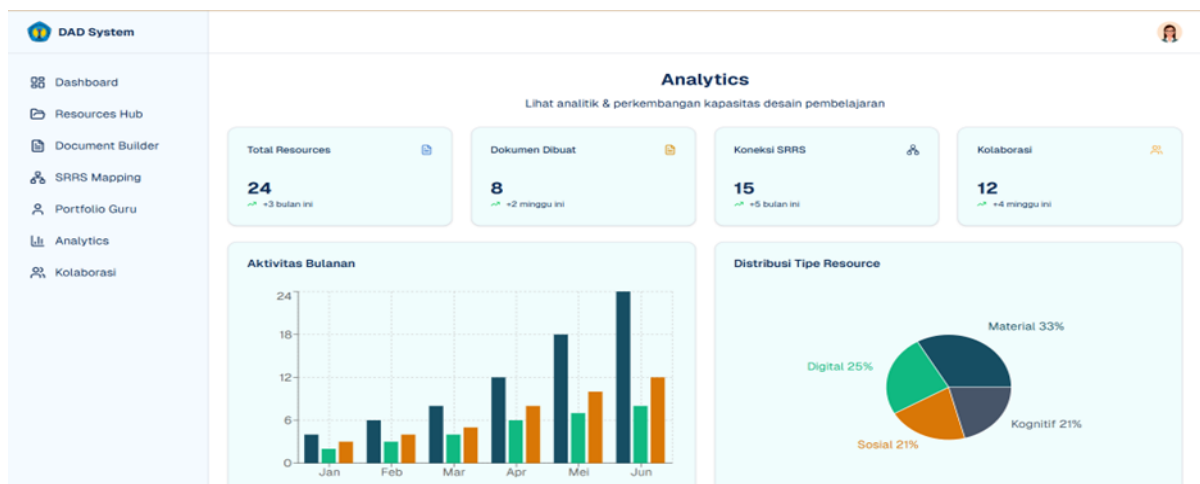 DAD System
Dashboard
Resources Hub
Document Builder
SRRS Mapping
Portfolio Guru
Analytics
Kolaborasi
Analytics
Lihat analitik & perkembangan kapasitas desain pembelajaran
Total Resources
24
+3 bulan ini
Dokumen Dibuat
8
+2 minggu ini
Koneksi SRRS
15
+5 bulan ini
Kolaborasi
12
+4 minggu ini
Aktivitas Bulanan
24
18
12
6
0
Jan Feb Mar Apr Mei Jun
Distribusi Tipe Resource
Material 33%
Digital 25%
Kognitif 21%
Sosial 21%